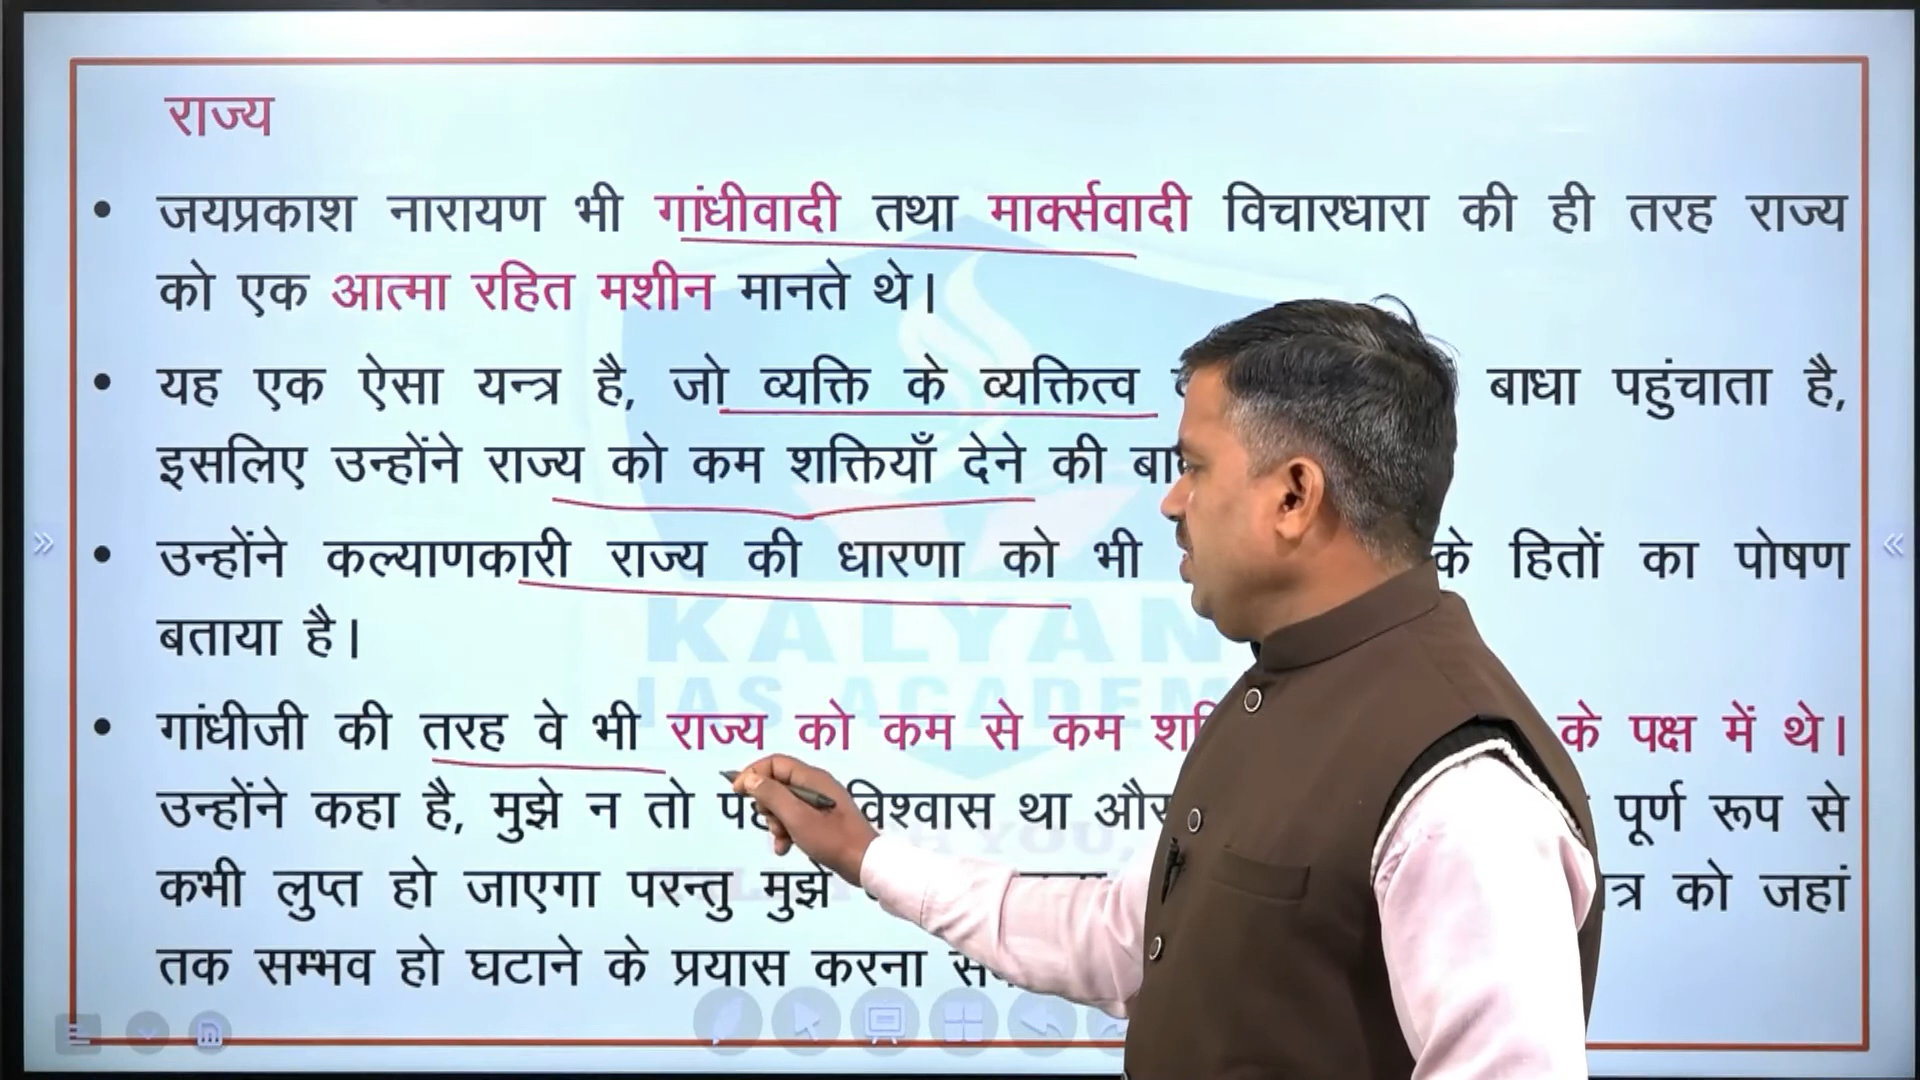 राज्य
• जयप्रकाश नारायण भी गांधीवादी तथा मार्क्सवादी विचारधारा की ही तरह राज्य
को एक आत्मा रहित मशीन मानते थे।
• यह एक ऐसा यन्त्र है, जो व्यक्ति के व्यक्तित्व बाधा पहुंचाता है,
इसलिए उन्होंने राज्य को कम शक्तियाँ देने की
• उन्होंने कल्याणकारी राज्य की धारणा को भी के हितों का पोषण
बताया है।
• गांधीजी की तरह वे भी राज्य को कम से कम के पक्ष में थे।
उन्होंने कहा है, मुझे न तो विश्वास था और पूर्ण रूप से
कभी लुप्त हो जाएगा परन्तु मुझे को जहां
तक सम्भव हो घटाने के प्रयास करना
KALYAN
IAS ACADEM